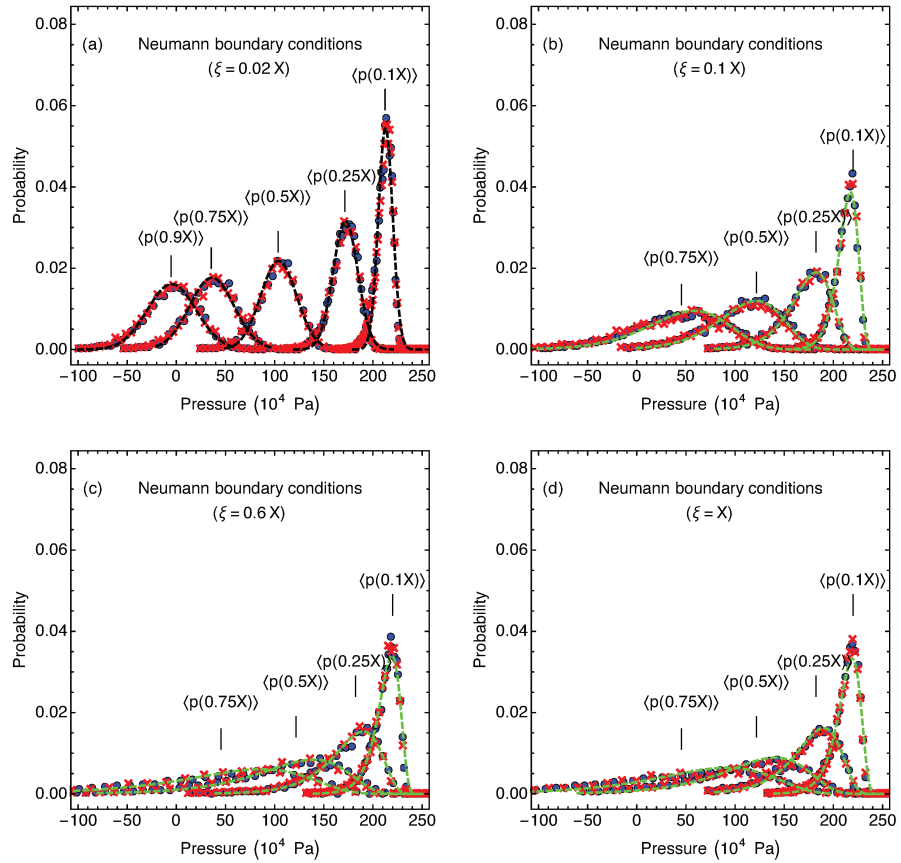 (a) Neumann boundary conditions
(ξ = 0.02 X)
⟨p(0.1X)⟩
⟨p(0.25X)⟩
⟨p(0.5X)⟩
⟨p(0.75X)⟩
⟨p(0.9X)⟩
Probability
0.08
0.06
0.04
0.02
0.00
−100 −50 0 50 100 150 200 250
Pressure (10⁴ Pa)
(b) Neumann boundary conditions
(ξ = 0.1 X)
⟨p(0.1X)⟩
⟨p(0.25X)⟩
⟨p(0.5X)⟩
⟨p(0.75X)⟩
Probability
0.08
0.06
0.04
0.02
0.00
−100 −50 0 50 100 150 200 250
Pressure (10⁴ Pa)
(c) Neumann boundary conditions
(ξ = 0.6 X)
⟨p(0.1X)⟩
⟨p(0.25X)⟩
⟨p(0.5X)⟩
⟨p(0.75X)⟩
Probability
0.08
0.06
0.04
0.02
0.00
−100 −50 0 50 100 150 200 250
Pressure (10⁴ Pa)
(d) Neumann boundary conditions
(ξ = X)
⟨p(0.1X)⟩
⟨p(0.25X)⟩
⟨p(0.5X)⟩
⟨p(0.75X)⟩
Probability
0.08
0.06
0.04
0.02
0.00
−100 −50 0 50 100 150 200 250
Pressure (10⁴ Pa)